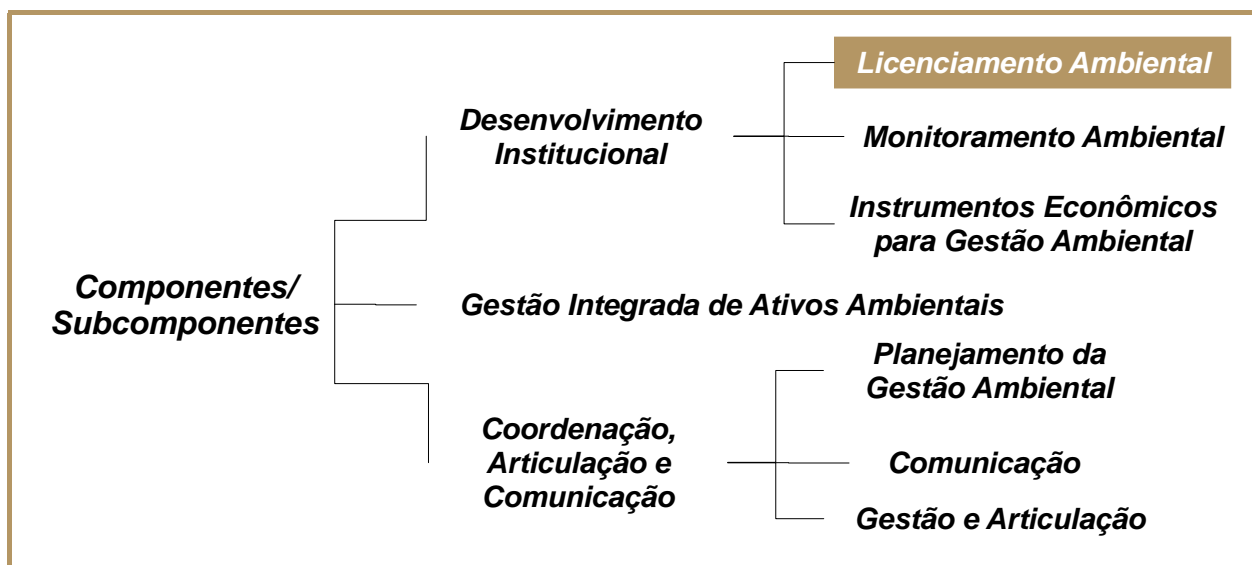 Licenciamento Ambiental
Desenvolvimento
Institucional
Monitoramento Ambiental
Instrumentos Econômicos
para Gestão Ambiental
Componentes/
Subcomponentes
Gestão Integrada de Ativos Ambientais
Planejamento da
Gestão Ambiental
Coordenação,
Articulação e
Comunicação
Comunicação
Gestão e Articulação